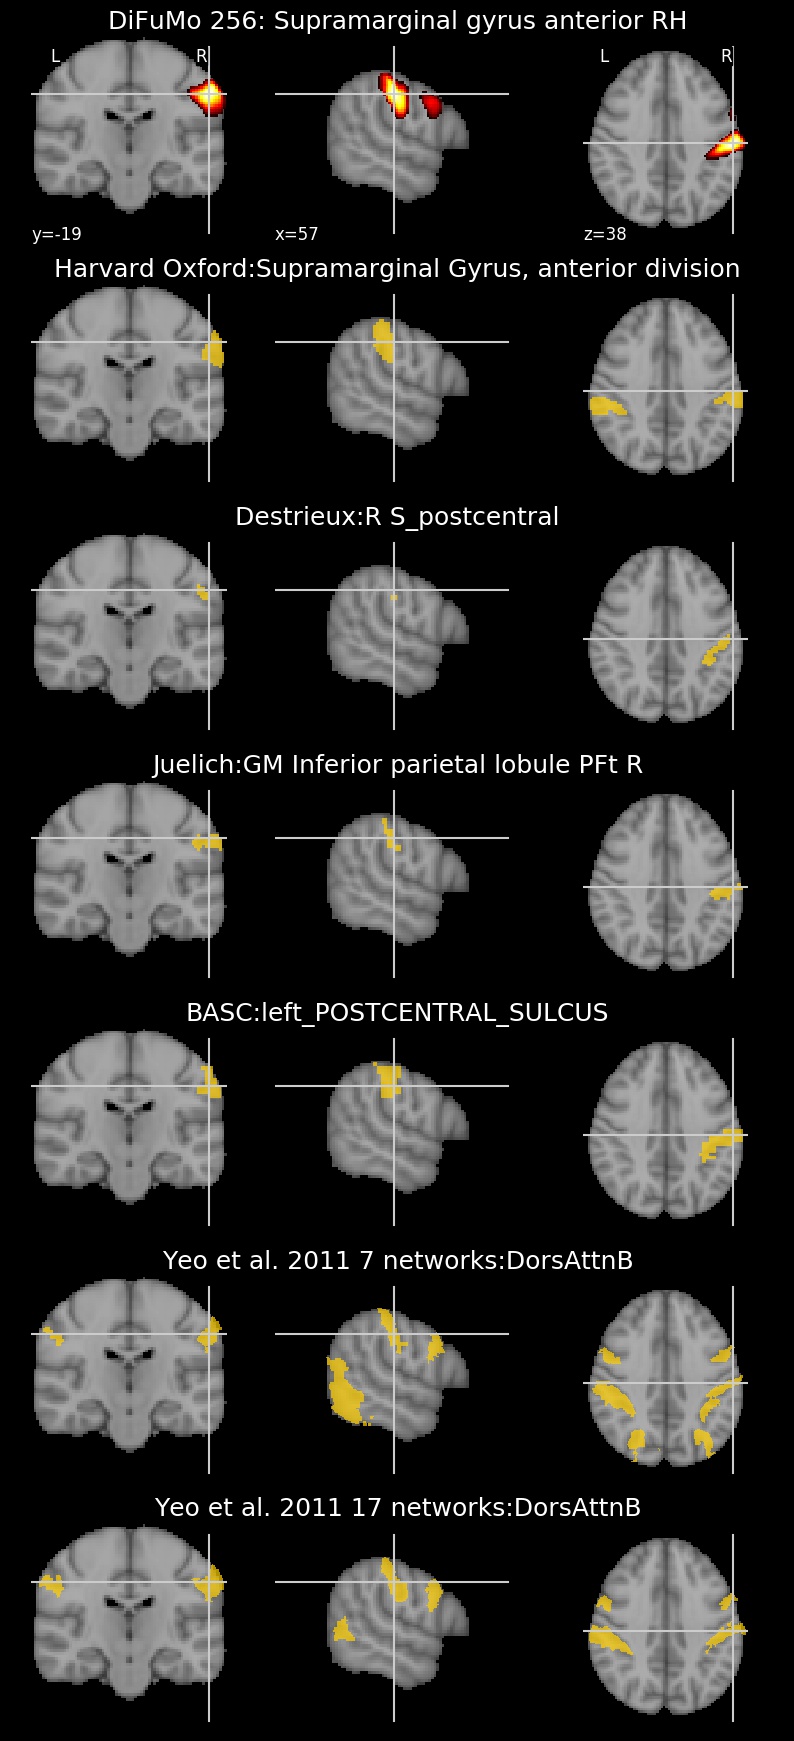 DiFuMo 256: Supramarginal gyrus anterior RH
L R L R
y=-19 x=57 z=38
Harvard Oxford:Supramarginal Gyrus, anterior division
Destrieux:R S_postcentral
Juelich:GM Inferior parietal lobule PFt R
BASC:left_POSTCENTRAL_SULCUS
Yeo et al. 2011 7 networks:DorsAttnB
Yeo et al. 2011 17 networks:DorsAttnB